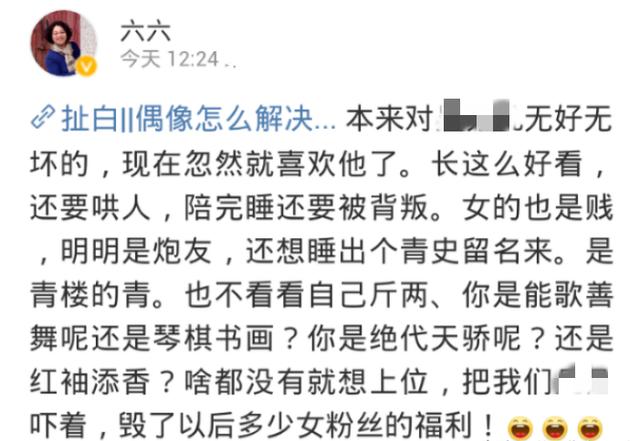 六六
今天 12:24
扯白||偶像怎么解决... 本来对 无好无
坏的，现在忽然就喜欢他了。长这么好看，
还要哄人，陪完睡还要被背叛。女的也是贱
，明明是炮友，还想睡出个青史留名来。是
青楼的青。也不看看自己斤两、你是能歌善
舞呢还是琴棋书画？你是绝代天骄呢？还是
红袖添香？啥都没有就想上位，把我们
吓着，毁了以后多少女粉丝的福利！